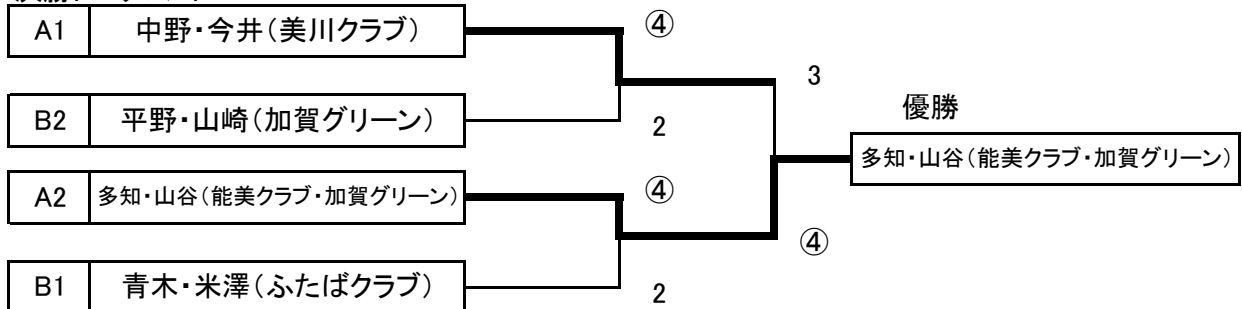 A1 中野・今井(美川クラブ) ④
3
B2 平野・山崎(加賀グリーン) 2
優勝
多知・山谷(能美クラブ・加賀グリーン)
A2 多知・山谷(能美クラブ・加賀グリーン) ④
④
B1 青木・米澤(ふたばクラブ) 2